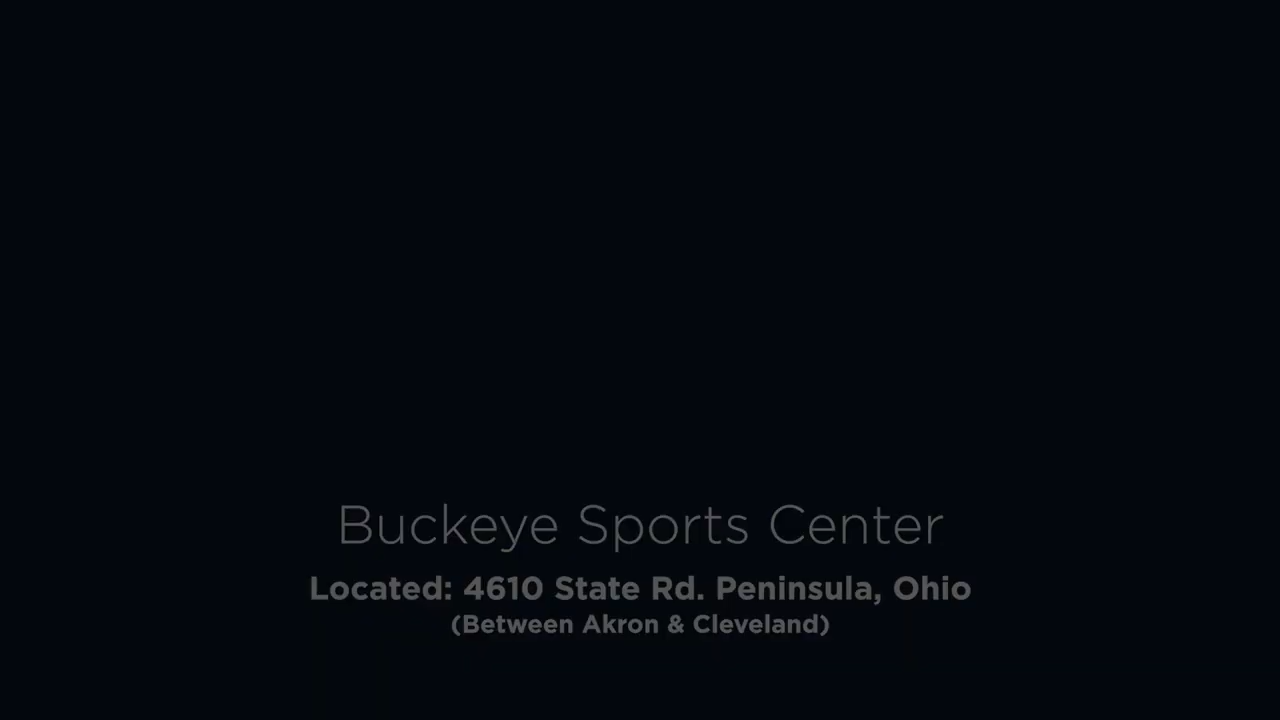 Buckeye Sports Center
Located: 4610 State Rd. Peninsula, Ohio
(Between Akron & Cleveland)